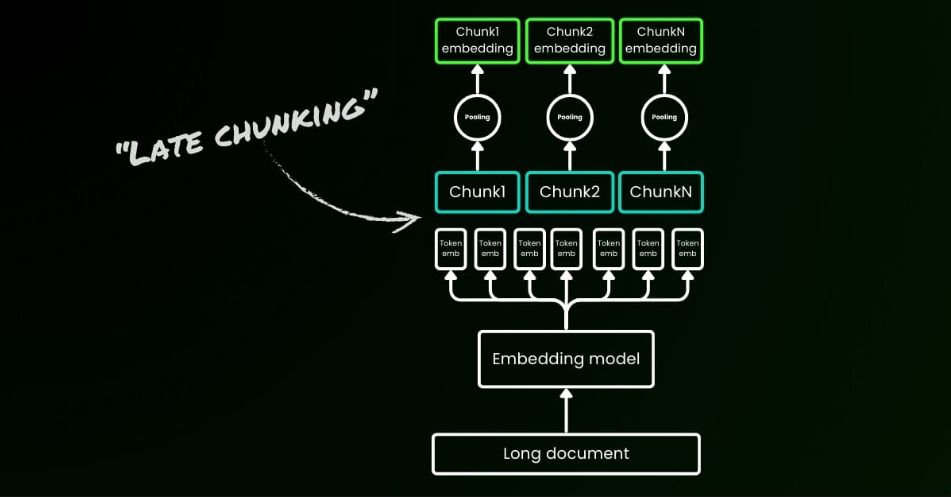 Chunk1
embedding
Chunk2
embedding
ChunkN
embedding
Pooling
Pooling
Pooling
"LATE CHUNKING"
Chunk1
Chunk2
ChunkN
Token
emb
Token
emb
Token
emb
Token
emb
Token
emb
Token
emb
Token
emb
Embedding model
Long document